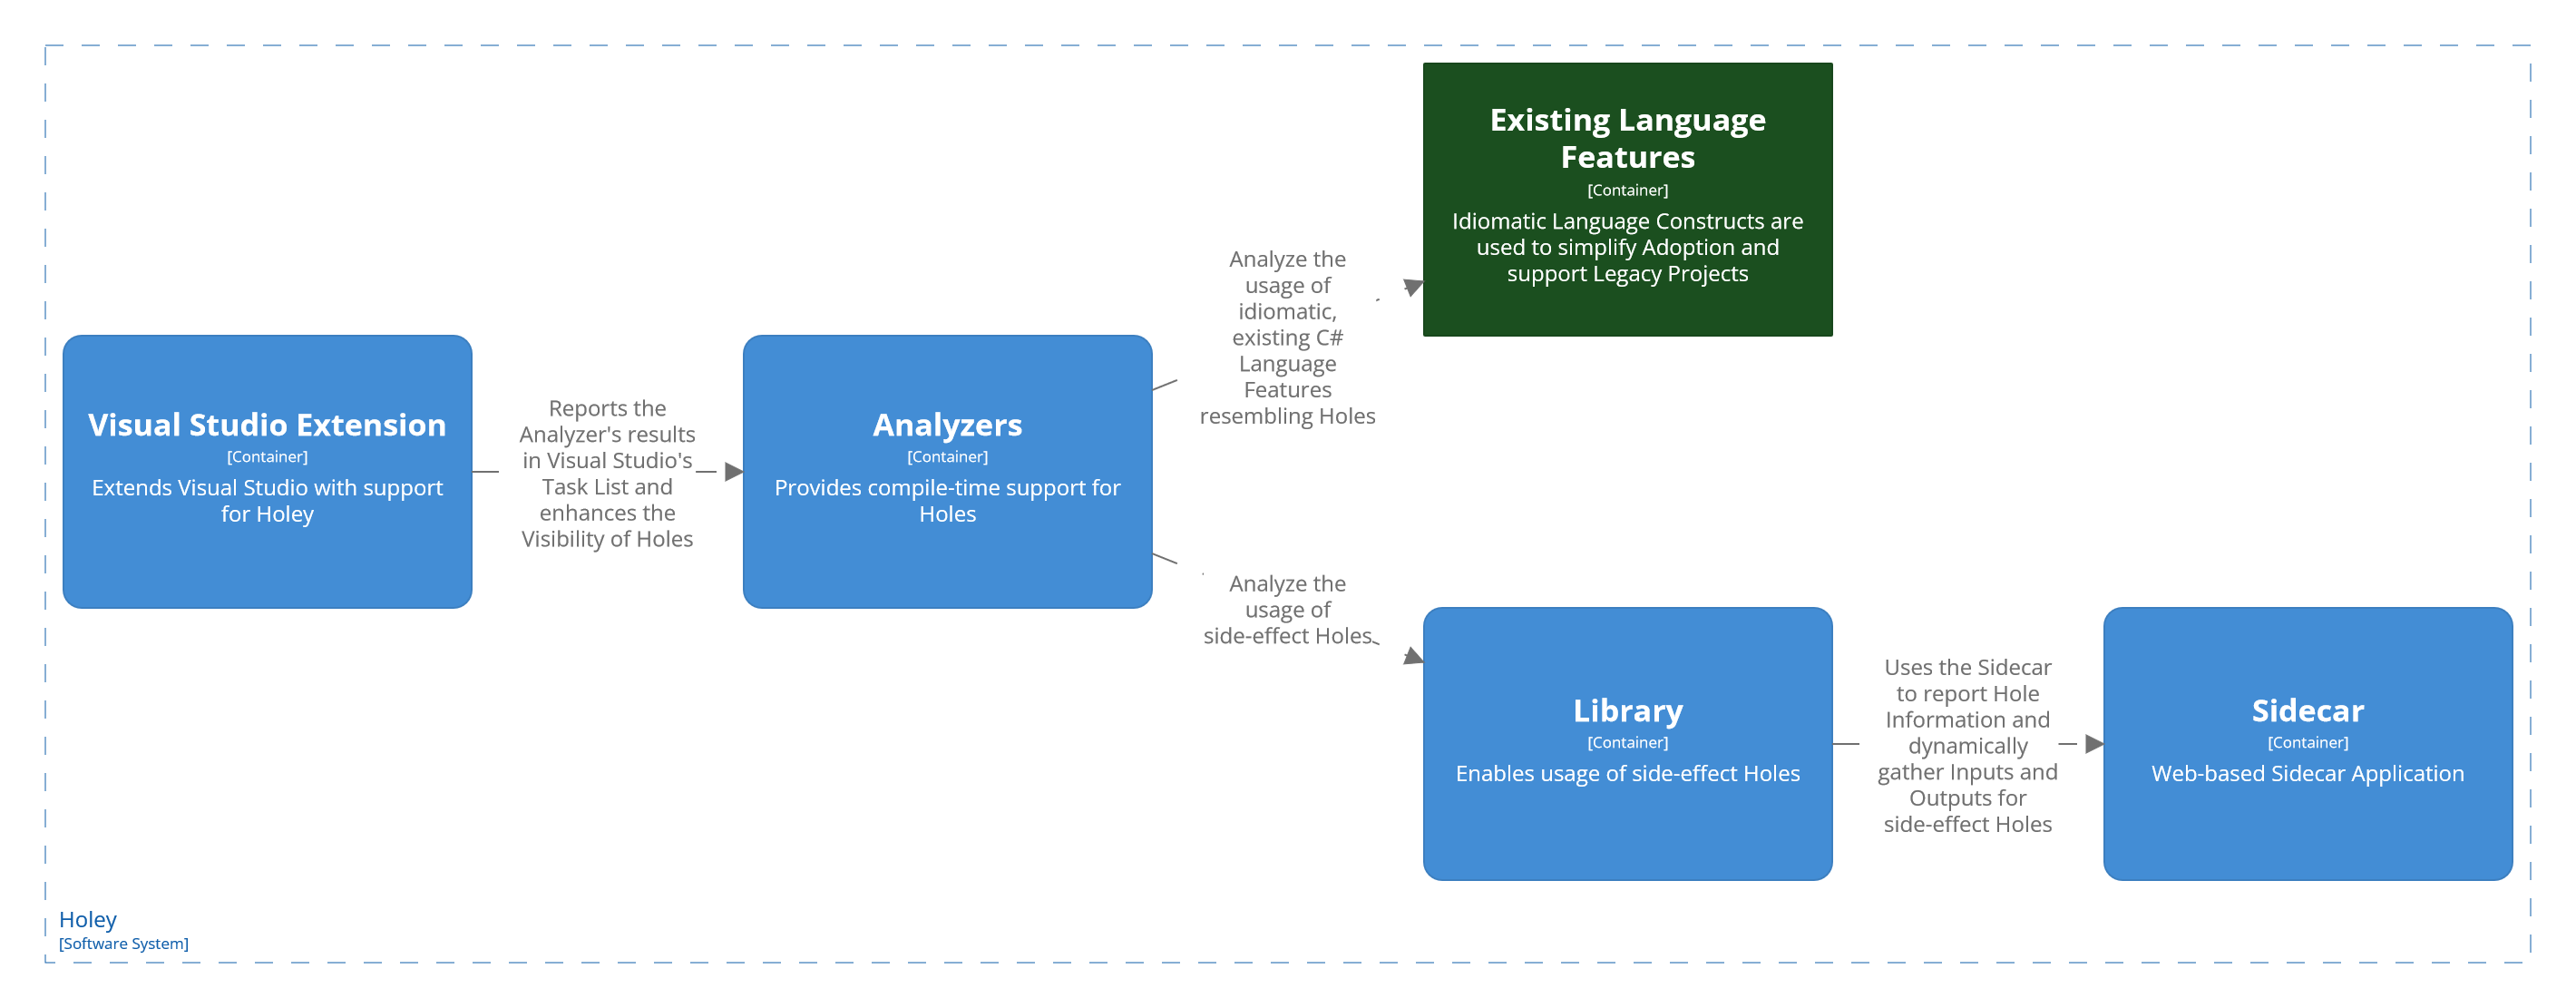 Existing Language
Features
[Container]
Idiomatic Language Constructs are
used to simplify Adoption and
support Legacy Projects
Visual Studio Extension
[Container]
Extends Visual Studio with support
for Holey
Reports the
Analyzer's results
in Visual Studio's
Task List and
enhances the
Visibility of Holes
Analyzers
[Container]
Provides compile-time support for
Holes
Analyze the
usage of
idiomatic,
existing C#
Language
Features
resembling Holes
Analyze the
usage of
side-effect Holes
Library
[Container]
Enables usage of side-effect Holes
Uses the Sidecar
to report Hole
Information and
dynamically
gather Inputs and
Outputs for
side-effect Holes
Sidecar
[Container]
Web-based Sidecar Application
Holey
[Software System]